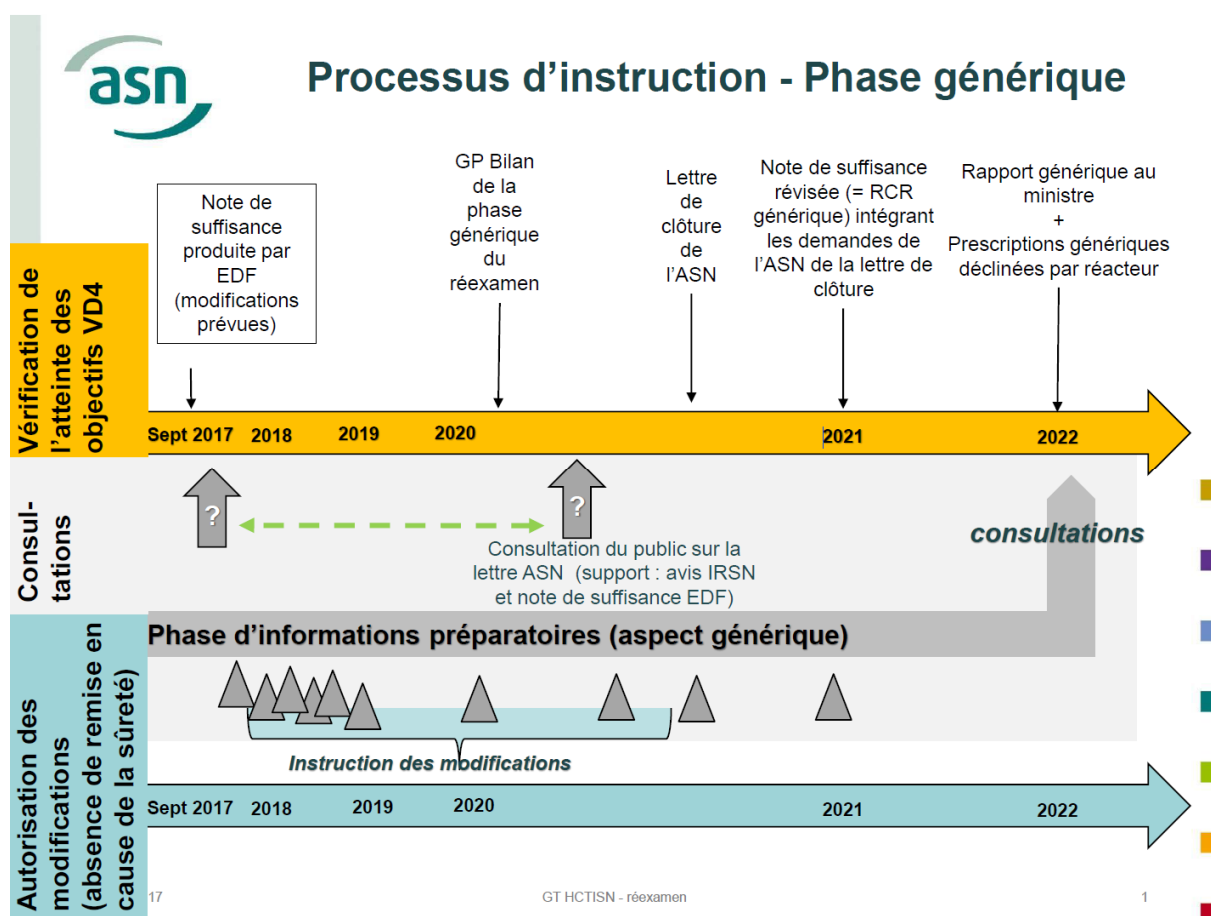 asn
Processus d'instruction - Phase générique
Note de
suffisance
produite par
EDF
(modifications
prévues)
GP Bilan
de la
phase
générique
du
réexamen
Lettre
de
clôture
de
l'ASN
Note de suffisance
révisée (= RCR
générique) intégrant
les demandes de
l'ASN de la lettre de
clôture
Rapport générique au
ministre
+
Prescriptions génériques
déclinées par réacteur
Vérification de
l'atteinte des
objectifs VD4
Sept 2017 2018 2019 2020 2021 2022
Consul-
tations
?
?
Consultation du public sur la
lettre ASN (support : avis IRSN
et note de suffisance EDF)
consultations
Phase d'informations préparatoires (aspect générique)
Autorisation des
modifications
(absence de remise en
cause de la sûreté)
Instruction des modifications
Sept 2017 2018 2019 2020 2021 2022
17
GT HCTISN - réexamen
1